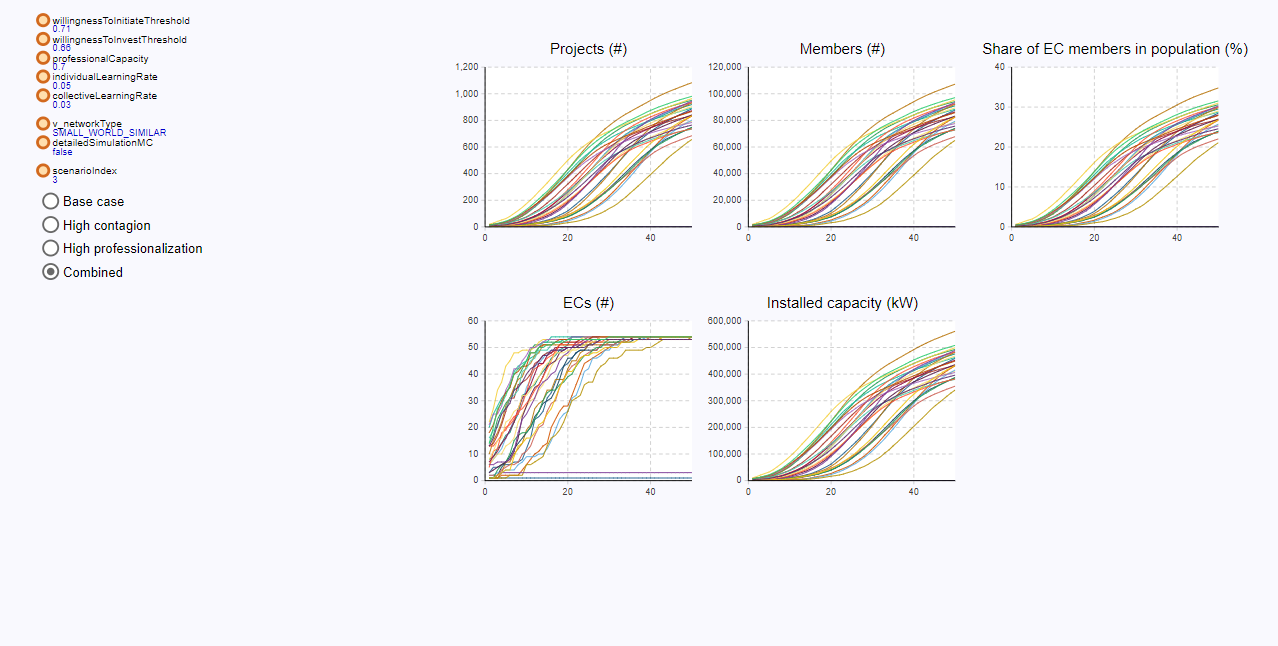 willingnessToInitiateThreshold
0.71
willingnessToInvestThreshold
0.66
professionalCapacity
0.7
individualLearningRate
0.05
collectiveLearningRate
0.03
v_networkType
SMALL_WORLD_SIMILAR
detailedSimulationMC
false
scenarioIndex
3
Base case
High contagion
High professionalization
Combined
Projects (#)
1,200
1,000
800
600
400
200
0
0 20 40
Members (#)
120,000
100,000
80,000
60,000
40,000
20,000
0
0 20 40
Share of EC members in population (%)
40
30
20
10
0
0 20 40
ECs (#)
60
50
40
30
20
10
0
0 20 40
Installed capacity (kW)
600,000
500,000
400,000
300,000
200,000
100,000
0
0 20 40